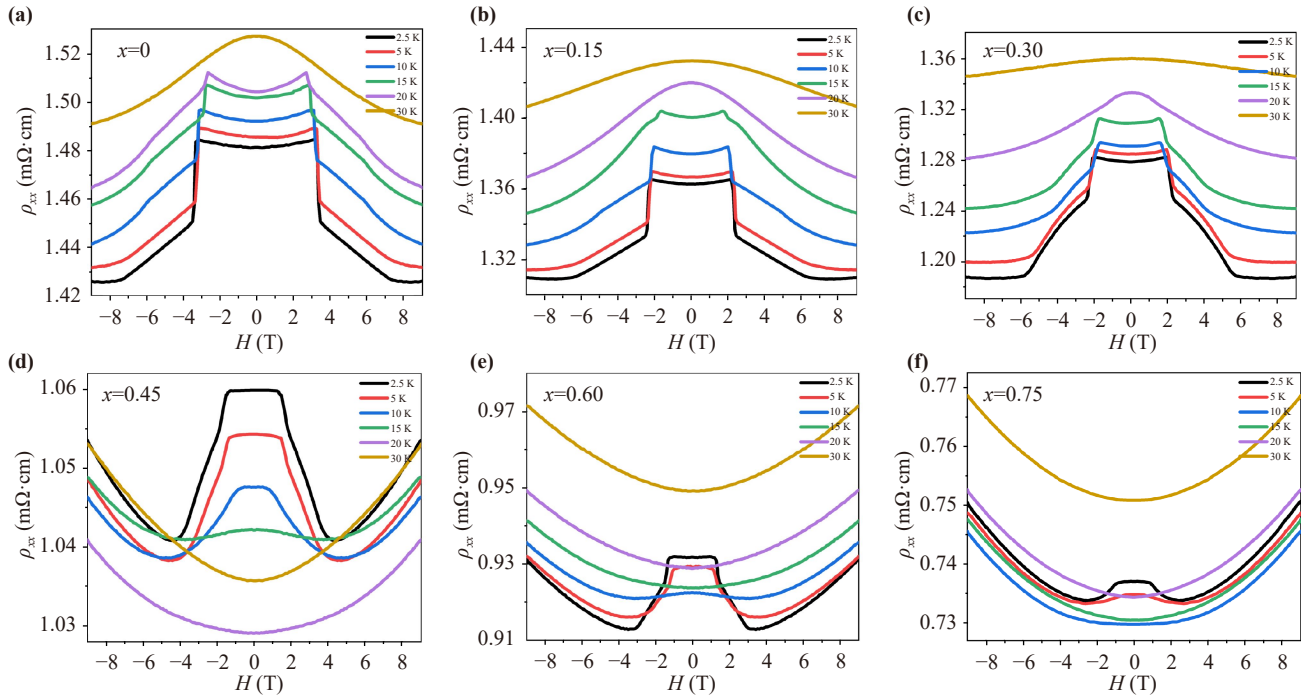 (a)
x=0
2.5 K
5 K
10 K
15 K
20 K
30 K
1.52
1.50
1.48
1.46
1.44
1.42
ρxx (mΩ·cm)
−8 −6 −4 −2 0 2 4 6 8
H (T)
(b)
x=0.15
2.5 K
5 K
10 K
15 K
20 K
30 K
1.44
1.40
1.36
1.32
ρxx (mΩ·cm)
−8 −6 −4 −2 0 2 4 6 8
H (T)
(c)
x=0.30
2.5 K
5 K
10 K
15 K
20 K
30 K
1.36
1.32
1.28
1.24
1.20
ρxx (mΩ·cm)
−8 −6 −4 −2 0 2 4 6 8
H (T)
(d)
x=0.45
2.5 K
5 K
10 K
15 K
20 K
30 K
1.06
1.05
1.04
1.03
ρxx (mΩ·cm)
−8 −6 −4 −2 0 2 4 6 8
H (T)
(e)
x=0.60
2.5 K
5 K
10 K
15 K
20 K
30 K
0.97
0.95
0.93
0.91
ρxx (mΩ·cm)
−8 −6 −4 −2 0 2 4 6 8
H (T)
(f)
x=0.75
2.5 K
5 K
10 K
15 K
20 K
30 K
0.77
0.76
0.75
0.74
0.73
ρxx (mΩ·cm)
−8 −6 −4 −2 0 2 4 6 8
H (T)